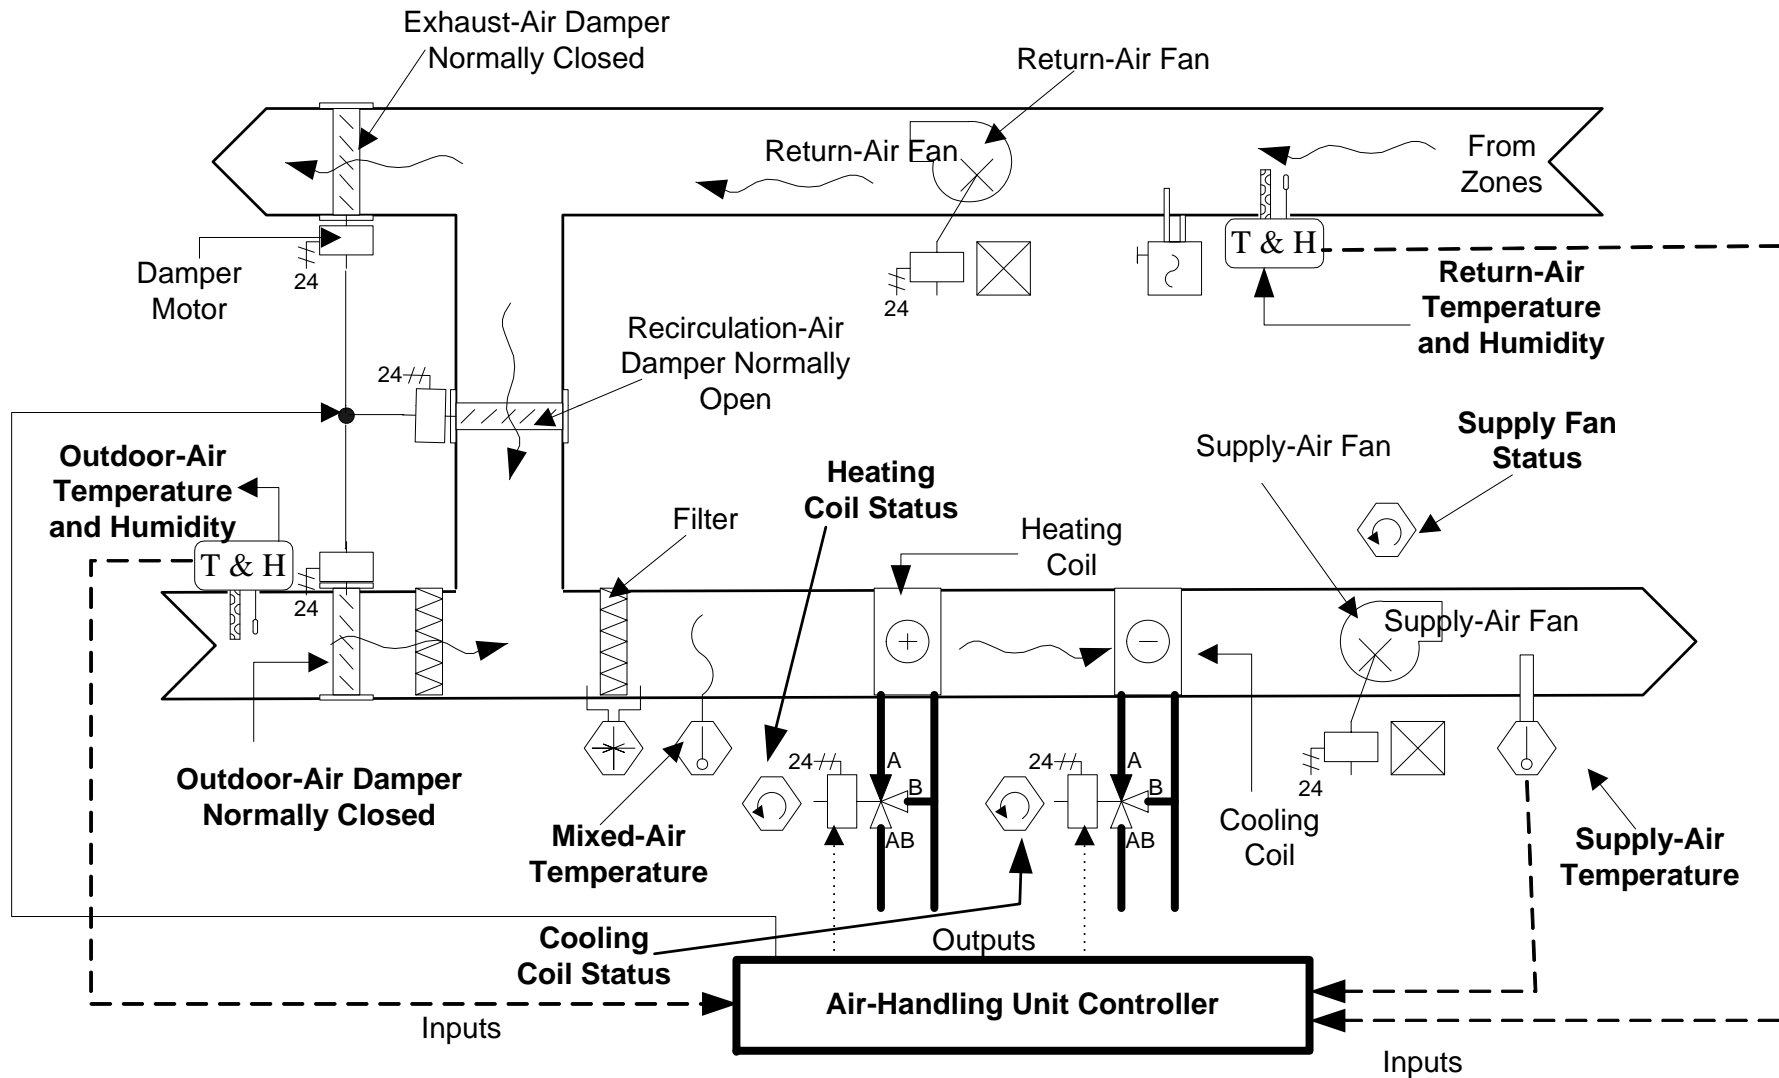 Exhaust-Air Damper
Normally Closed
Return-Air Fan
Return-Air Fan
From
Zones
T & H
Damper
Motor
24
24
Return-Air
Temperature
and Humidity
Recirculation-Air
Damper Normally
Open
24
Outdoor-Air
Temperature
and Humidity
Supply Fan
Status
Supply-Air Fan
Heating
Coil Status
Filter
Heating
Coil
T & H
24
Supply-Air Fan
Outdoor-Air Damper
Normally Closed
Mixed-Air
Temperature
24
A
B
AB
24
A
B
AB
24
Cooling
Coil
Supply-Air
Temperature
Cooling
Coil Status
Outputs
Air-Handling Unit Controller
Inputs
Inputs